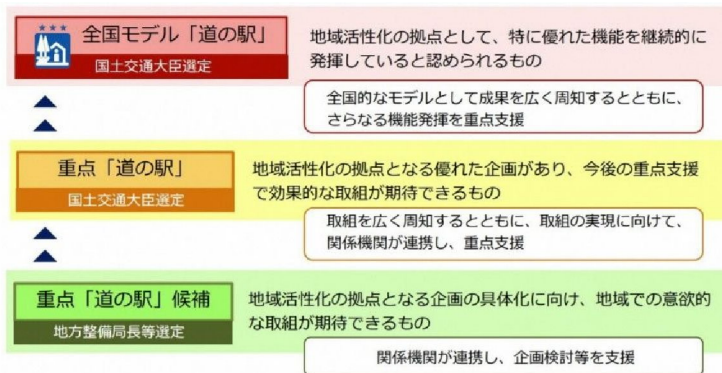 全国モデル「道の駅」
国土交通大臣選定
地域活性化の拠点として、特に優れた機能を継続的に
発揮していると認められるもの
全国的なモデルとして成果を広く周知するとともに、
さらなる機能発揮を重点支援
重点「道の駅」
国土交通大臣選定
地域活性化の拠点となる優れた企画があり、今後の重点支援
で効果的な取組が期待できるもの
取組を広く周知するとともに、取組の実現に向けて、
関係機関が連携し、重点支援
重点「道の駅」候補
地方整備局長等選定
地域活性化の拠点となる企画の具体化に向け、地域での意欲的
な取組が期待できるもの
関係機関が連携し、企画検討等を支援